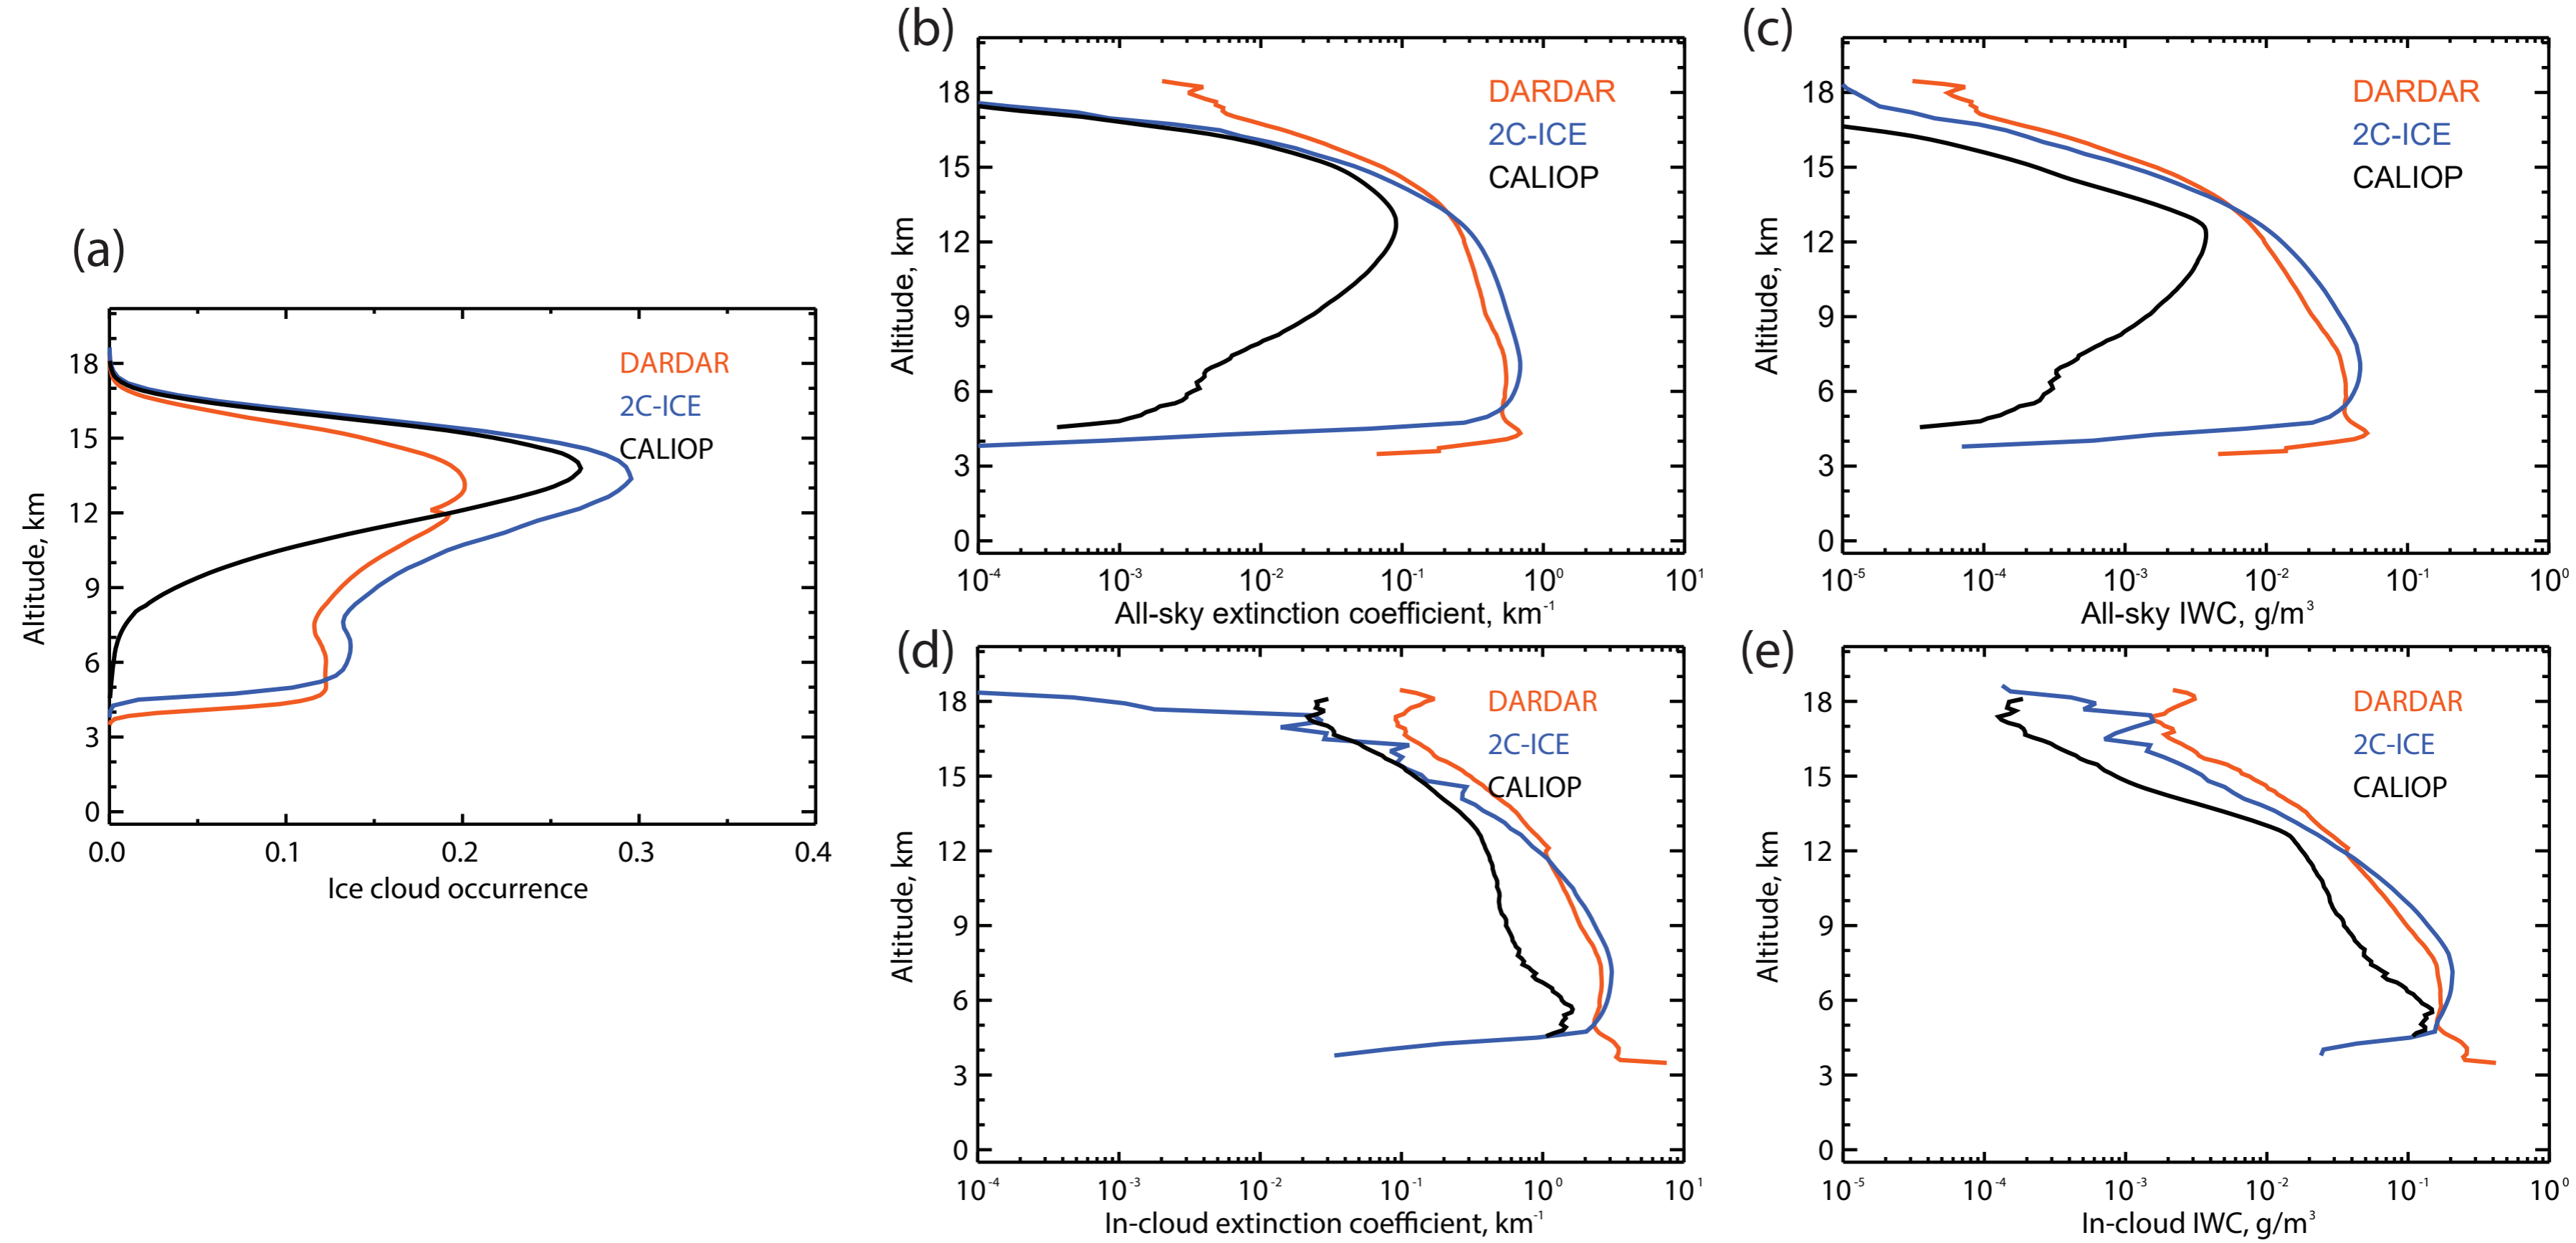 (a)
18
15
12
9
6
3
0
Altitude, km
DARDAR
2C-ICE
CALIOP
0.0 0.1 0.2 0.3 0.4
Ice cloud occurrence
(b)
18
15
12
9
6
3
0
Altitude, km
DARDAR
2C-ICE
CALIOP
10⁻⁴ 10⁻³ 10⁻² 10⁻¹ 10⁰ 10¹
All-sky extinction coefficient, km⁻¹
(c)
18
15
12
9
6
3
0
Altitude, km
DARDAR
2C-ICE
CALIOP
10⁻⁵ 10⁻⁴ 10⁻³ 10⁻² 10⁻¹ 10⁰
All-sky IWC, g/m³
(d)
18
15
12
9
6
3
0
Altitude, km
DARDAR
2C-ICE
CALIOP
10⁻⁴ 10⁻³ 10⁻² 10⁻¹ 10⁰ 10¹
In-cloud extinction coefficient, km⁻¹
(e)
18
15
12
9
6
3
0
Altitude, km
DARDAR
2C-ICE
CALIOP
10⁻⁵ 10⁻⁴ 10⁻³ 10⁻² 10⁻¹ 10⁰
In-cloud IWC, g/m³